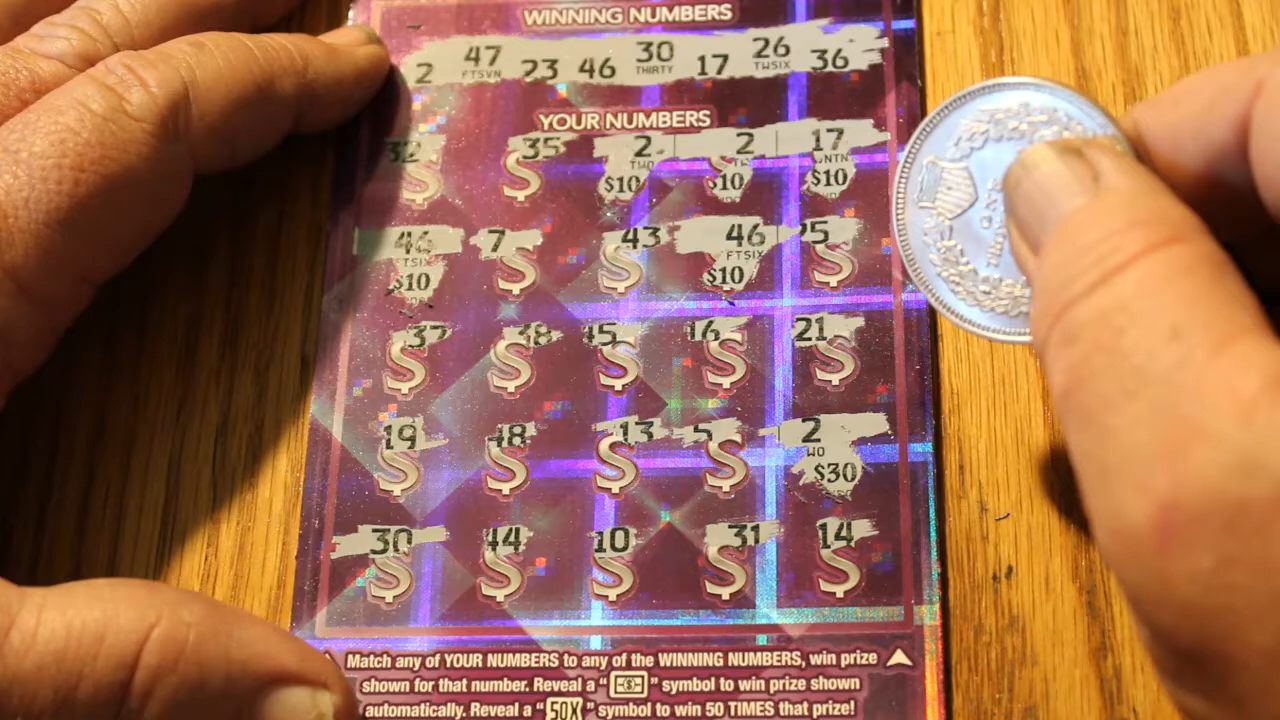 WINNING NUMBERS
2 47 23 46 30 17 26 36
FTSVN THIRTY TWSIX
YOUR NUMBERS
32 35 2 2 17
TWO
$10 $10 $10
46 7 43 46 25
FTSIX
$10 $10
37 38 45 16 21
19 48 13 5 2
WO
$30
30 44 10 31 14
Match any of YOUR NUMBERS to any of the WINNING NUMBERS, win prize
shown for that number. Reveal a " " symbol to win prize shown
automatically. Reveal a "50X" symbol to win 50 TIMES that prize!